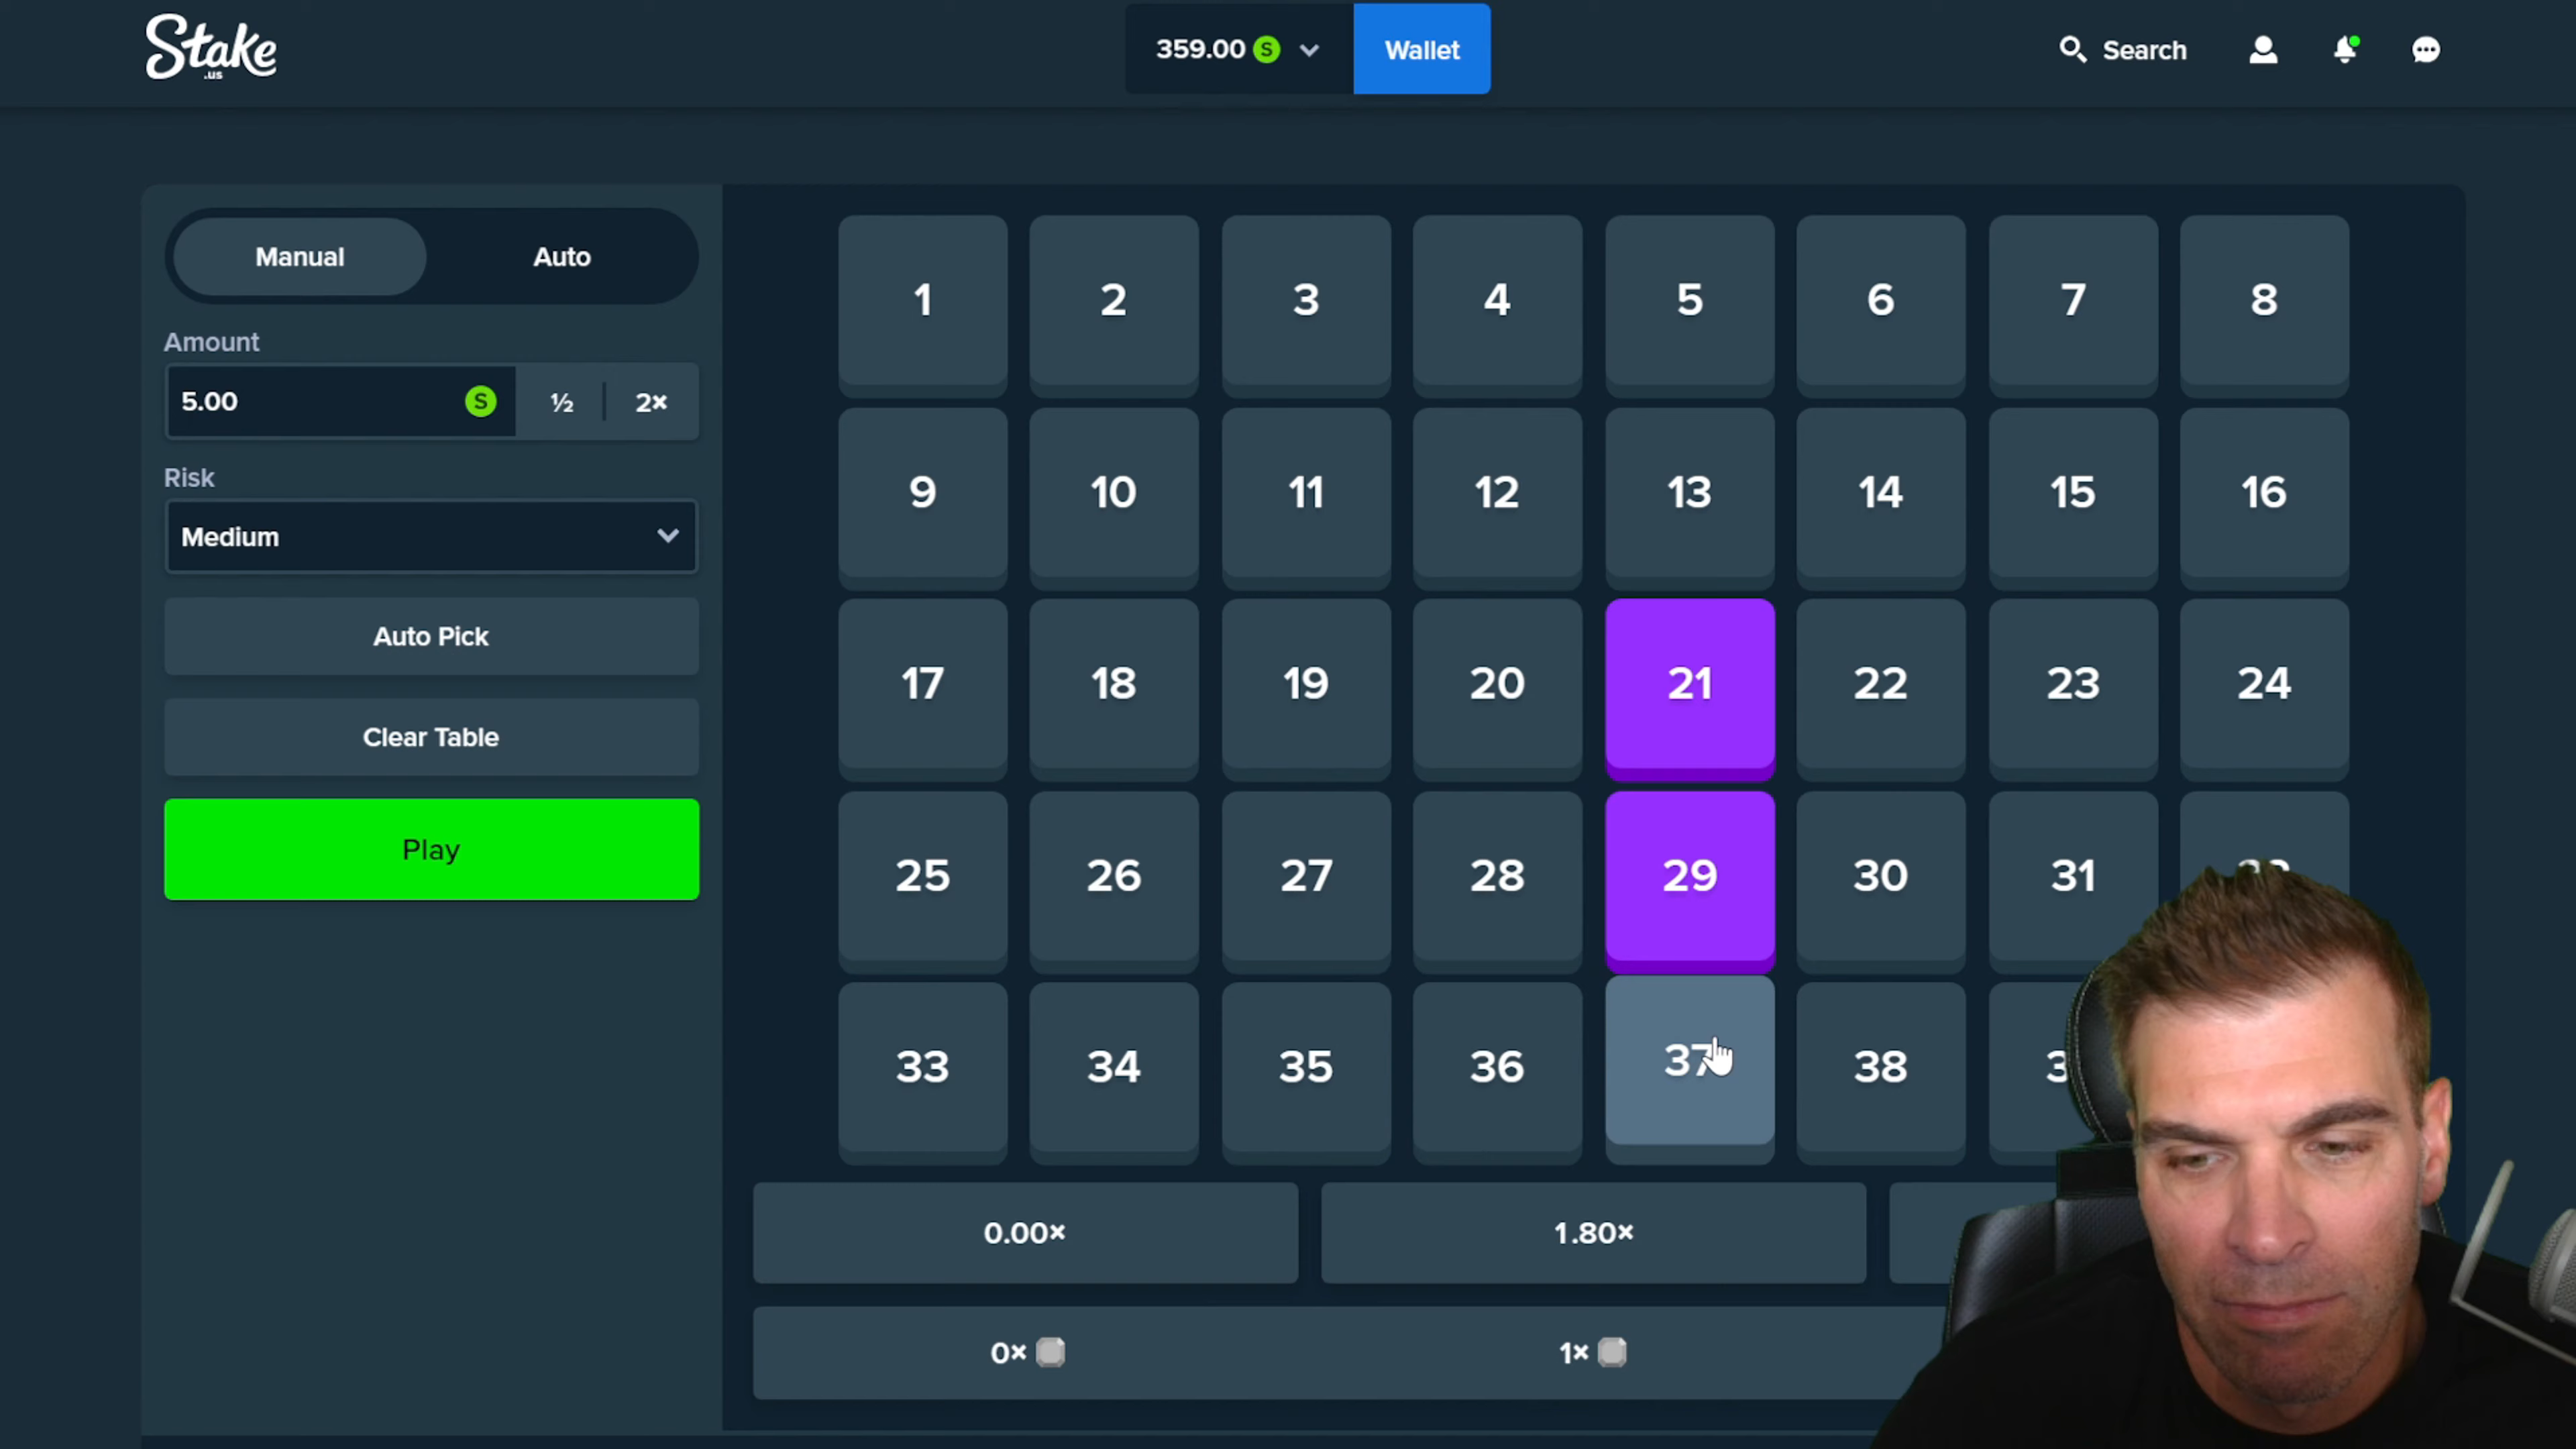 Stake
.us
359.00 S
Wallet
Search
Manual
Auto
Amount
5.00 S
½
2×
Risk
Medium
Auto Pick
Clear Table
Play
1 2 3 4 5 6 7 8
9 10 11 12 13 14 15 16
17 18 19 20 21 22 23 24
25 26 27 28 29 30 31
33 34 35 36 37 38
0.00×
1.80×
0×
1×